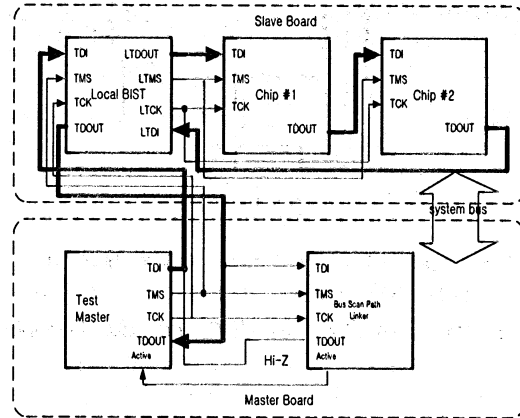 Slave Board
TDI LTDOUT
TMS LTMS
Local BIST
TCK LTCK
TDOUT LTDI
TDI
TMS
Chip #1
TCK
TDOUT
TDI
TMS
Chip #2
TCK
TDOUT
system bus
Test
Master
TDI
TMS
TCK
TDOUT
Active
Hi-Z
TDI
TMS
Bus Scan Path
Linker
TCK
TDOUT
Active
Master Board